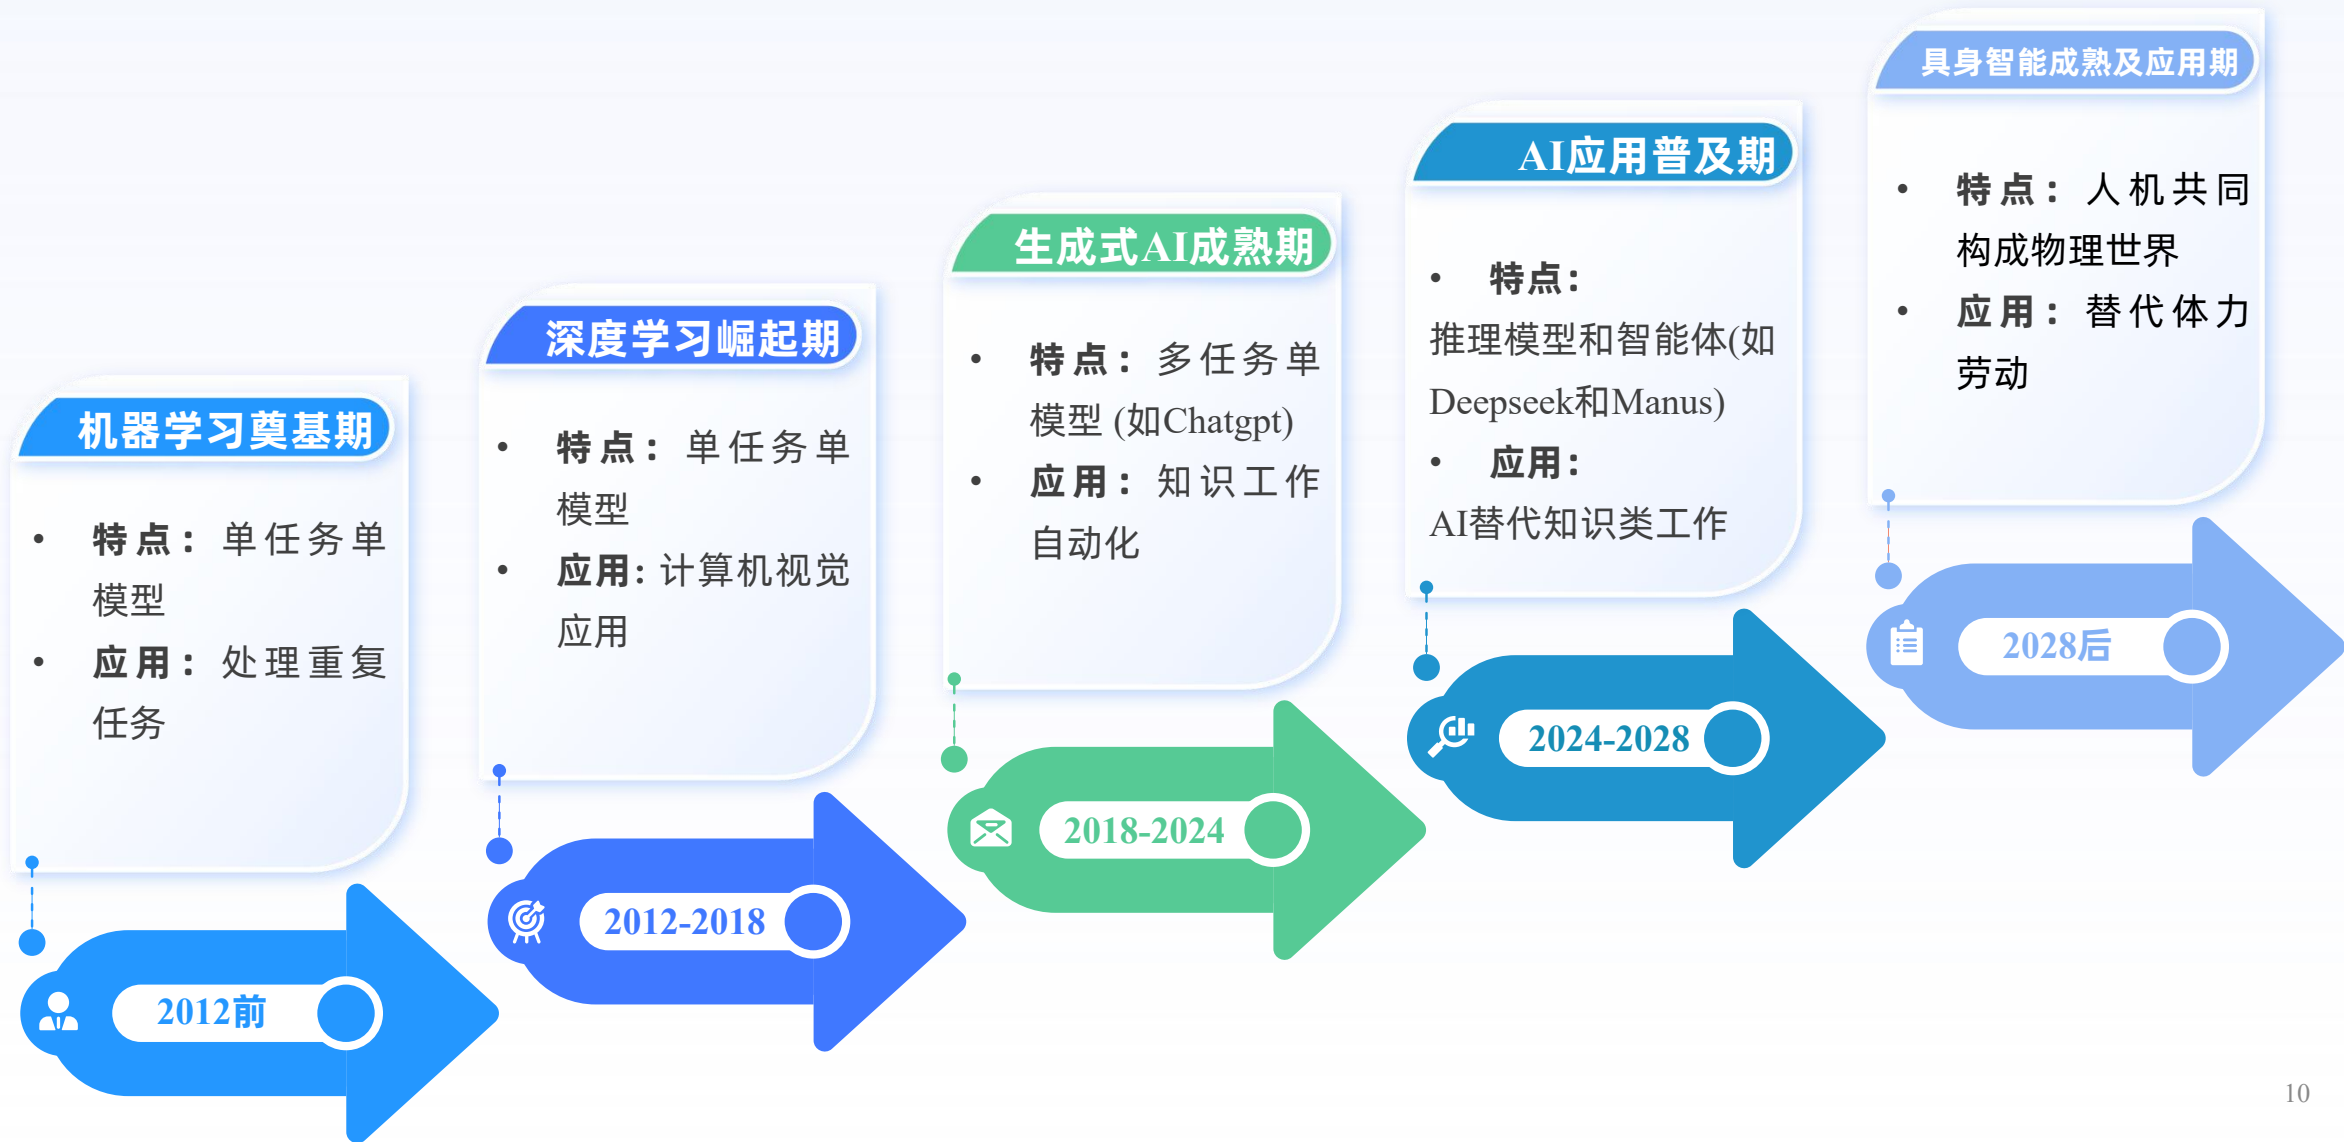 机器学习奠基期
• 特点：单任务单
模型
• 应用：处理重复
任务
2012前
深度学习崛起期
• 特点：单任务单
模型
• 应用: 计算机视觉
应用
2012-2018
生成式AI成熟期
• 特点：多任务单
模型 (如Chatgpt)
• 应用：知识工作
自动化
2018-2024
AI应用普及期
• 特点：
推理模型和智能体(如
Deepseek和Manus)
• 应用：
AI替代知识类工作
2024-2028
具身智能成熟及应用期
• 特点：人机共同
构成物理世界
• 应用：替代体力
劳动
2028后
10